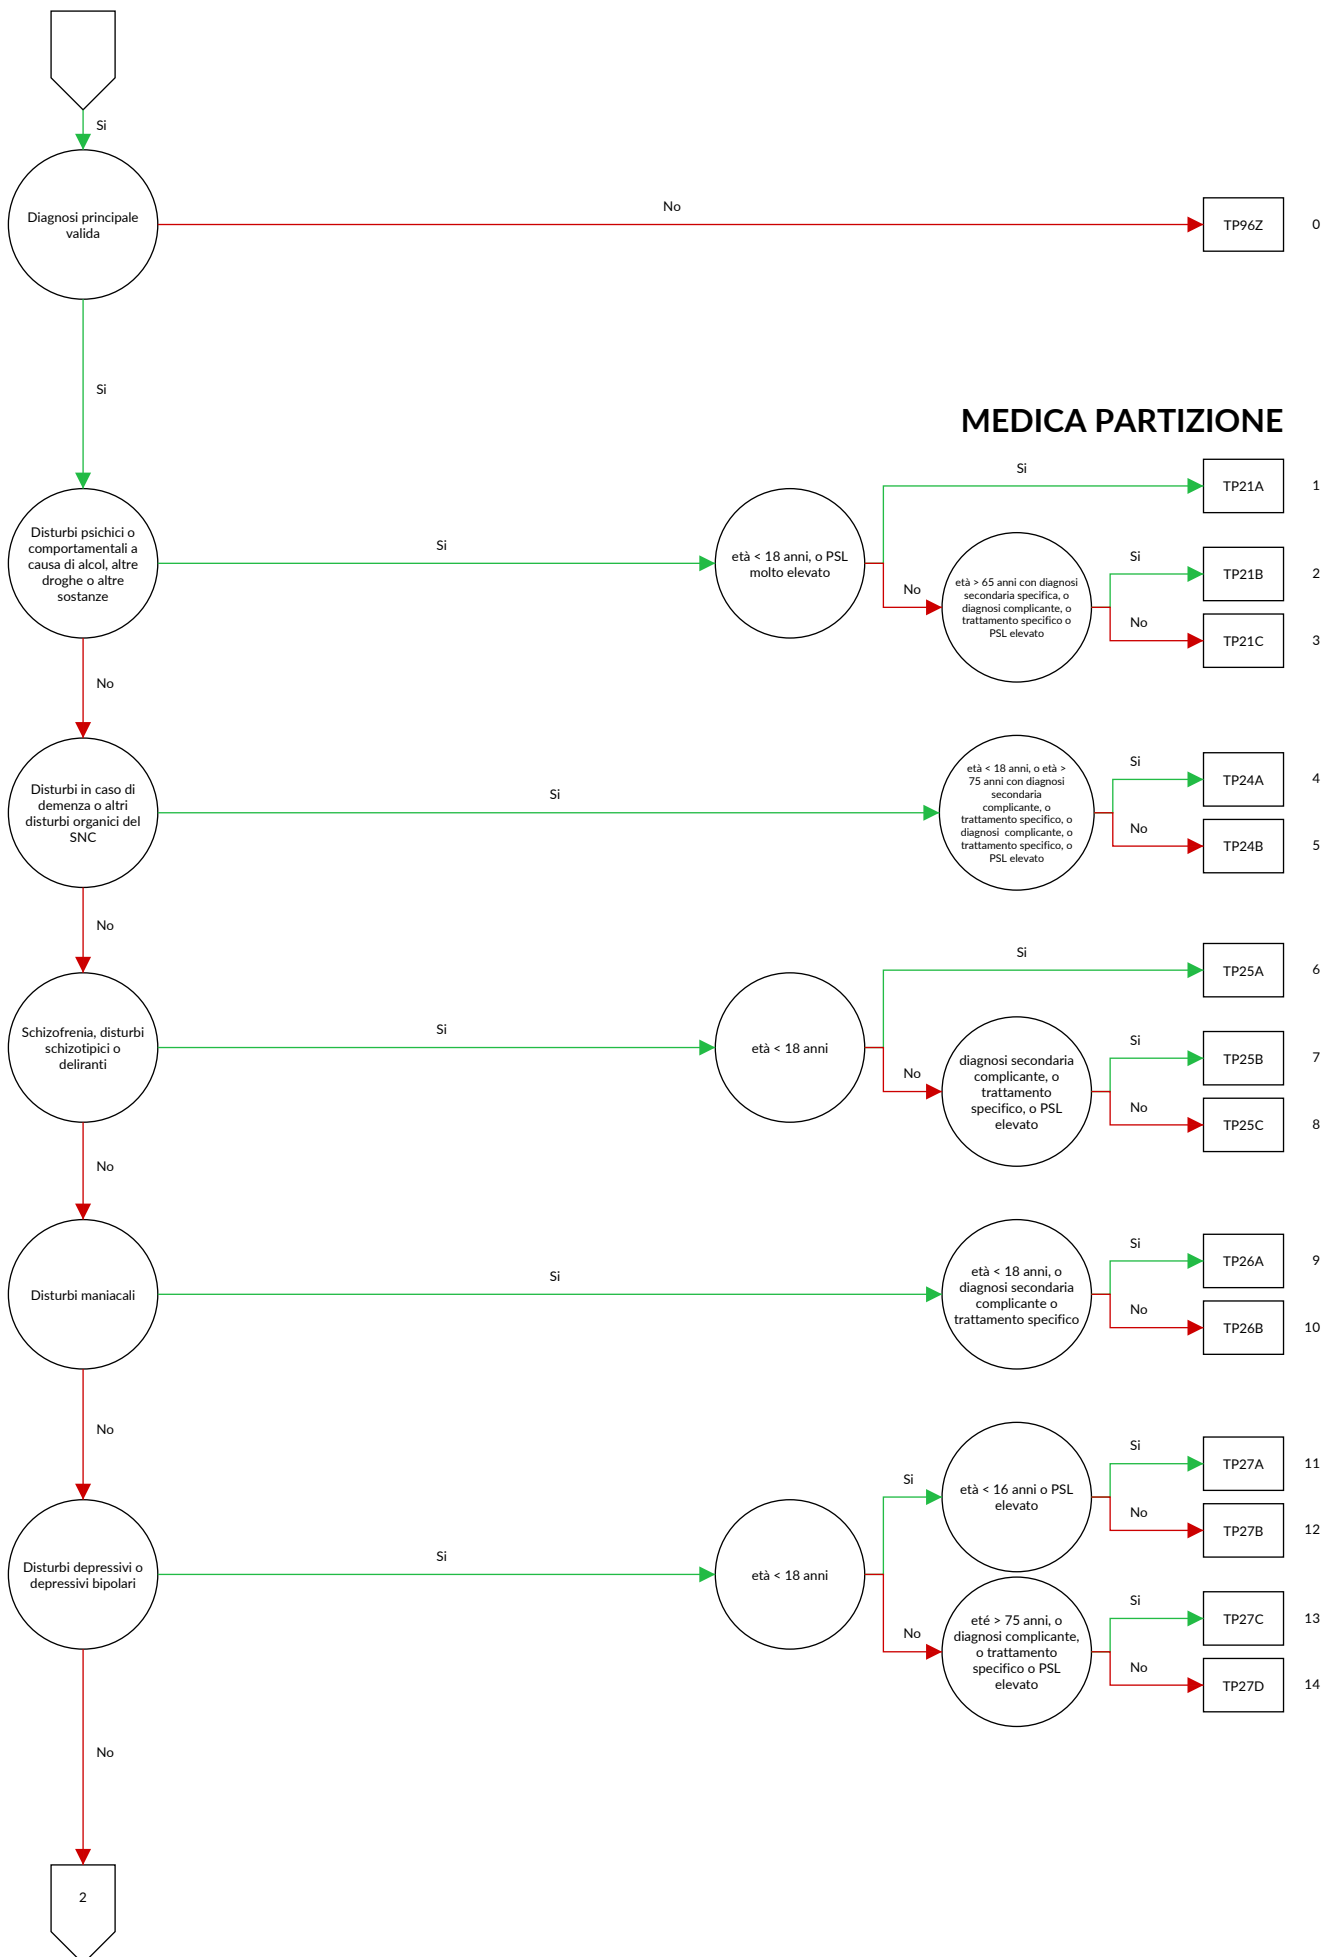 Si
Diagnosi principale
valida
No
TP96Z
0
Si
MEDICA PARTIZIONE
Disturbi psichici o
comportamentali a
causa di alcol, altre
droghe o altre
sostanze
Si
età < 18 anni, o PSL
molto elevato
Si
TP21A
1
No
età > 65 anni con diagnosi
secondaria specifica, o
diagnosi complicante, o
trattamento specifico o
PSL elevato
Si
TP21B
2
No
TP21C
3
No
Disturbi in caso di
demenza o altri
disturbi organici del
SNC
Si
età < 18 anni, o età >
75 anni con diagnosi
secondaria
complicante, o
trattamento specifico, o
diagnosi complicante, o
trattamento specifico, o
PSL elevato
Si
TP24A
4
No
TP24B
5
No
Schizofrenia, disturbi
schizotipici o
deliranti
Si
età < 18 anni
Si
TP25A
6
No
diagnosi secondaria
complicante, o
trattamento
specifico, o PSL
elevato
Si
TP25B
7
No
TP25C
8
No
Disturbi maniacali
Si
età < 18 anni, o
diagnosi secondaria
complicante o
trattamento specifico
Si
TP26A
9
No
TP26B
10
No
Disturbi depressivi o
depressivi bipolari
Si
età < 18 anni
Si
età < 16 anni o PSL
elevato
Si
TP27A
11
No
TP27B
12
No
eté > 75 anni, o
diagnosi complicante,
o trattamento
specifico o PSL
elevato
Si
TP27C
13
No
TP27D
14
No
2